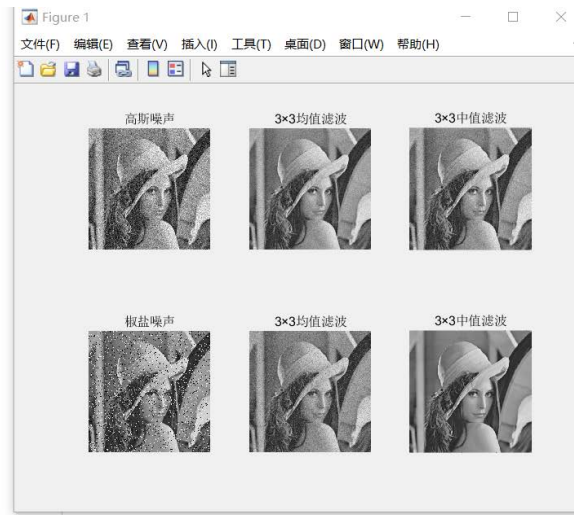 Figure 1
文件(F) 编辑(E) 查看(V) 插入(I) 工具(T) 桌面(D) 窗口(W) 帮助(H)
高斯噪声 3×3均值滤波 3×3中值滤波
椒盐噪声 3×3均值滤波 3×3中值滤波